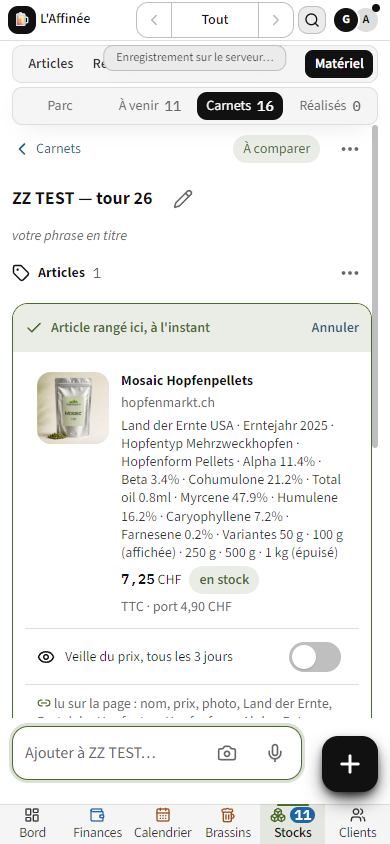 L'Affinée
Tout
G
A
Articles
Enregistrement sur le serveur…
Matériel
Parc
À venir 11
Carnets 16
Réalisés 0
Carnets
À comparer
ZZ TEST — tour 26
votre phrase en titre
Articles 1
Article rangé ici, à l'instant
Annuler
Mosaic Hopfenpellets
hopfenmarkt.ch
Land der Ernte USA · Erntejahr 2025 ·
Hopfentyp Mehrzweckhopfen ·
Hopfenform Pellets · Alpha 11.4% ·
Beta 3.4% · Cohumulone 21.2% · Total
oil 0.8ml · Myrcene 47.9% · Humulene
16.2% · Caryophyllene 7.2% ·
Farnesene 0.2% · Variantes 50 g · 100 g
(affichée) · 250 g · 500 g · 1 kg (épuisé)
7,25 CHF
en stock
TTC · port 4,90 CHF
Veille du prix, tous les 3 jours
lu sur la page : nom, prix, photo, Land der Ernte,
Ajouter à ZZ TEST…
Bord
Finances
Calendrier
Brassins
11
Stocks
Clients